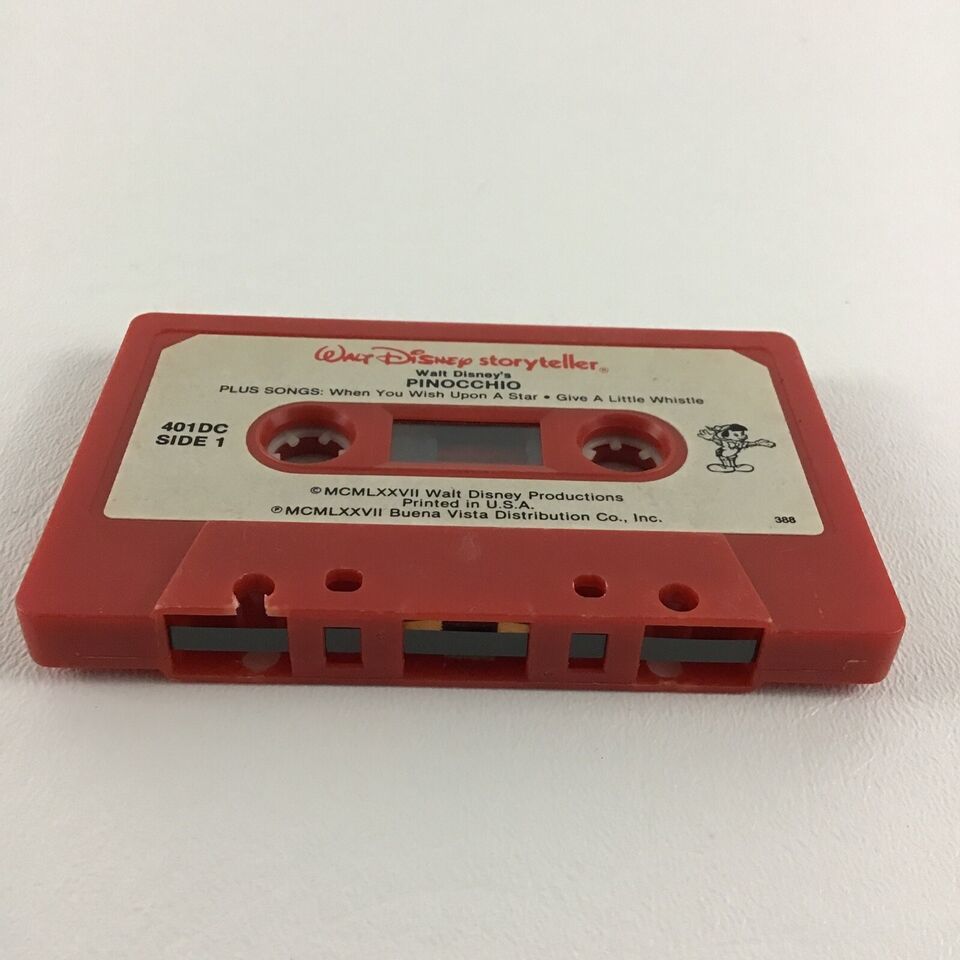 Walt Disney storyteller®
Walt Disney's
PINOCCHIO
PLUS SONGS: When You Wish Upon A Star • Give A Little Whistle
401DC
SIDE 1
© MCMLXXVII Walt Disney Productions
Printed in U.S.A.
℗ MCMLXXVII Buena Vista Distribution Co., Inc.
388